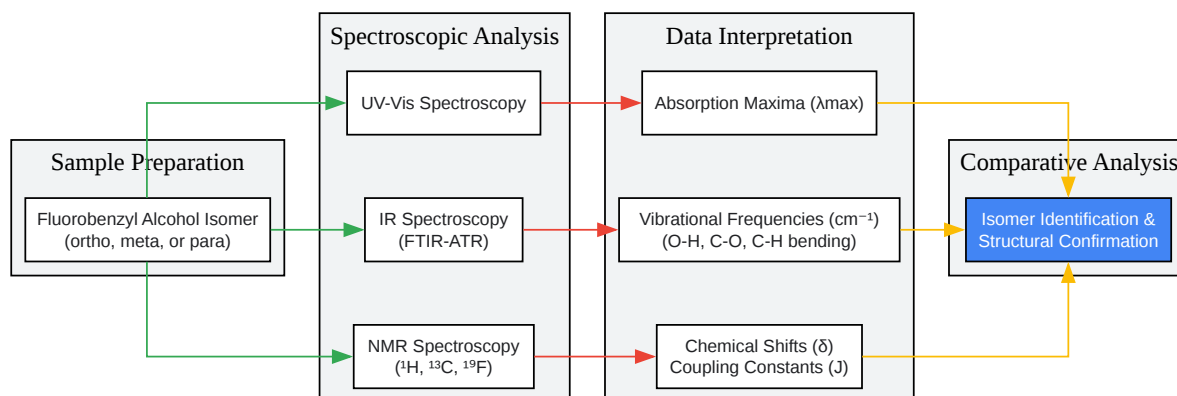 Spectroscopic Analysis
Data Interpretation
UV-Vis Spectroscopy
Absorption Maxima (λmax)
Sample Preparation
Comparative Analysis
Fluorobenzyl Alcohol Isomer
(ortho, meta, or para)
IR Spectroscopy
(FTIR-ATR)
Vibrational Frequencies (cm⁻¹)
(O-H, C-O, C-H bending)
Isomer Identification &
Structural Confirmation
NMR Spectroscopy
(¹H, ¹³C, ¹⁹F)
Chemical Shifts (δ)
Coupling Constants (J)